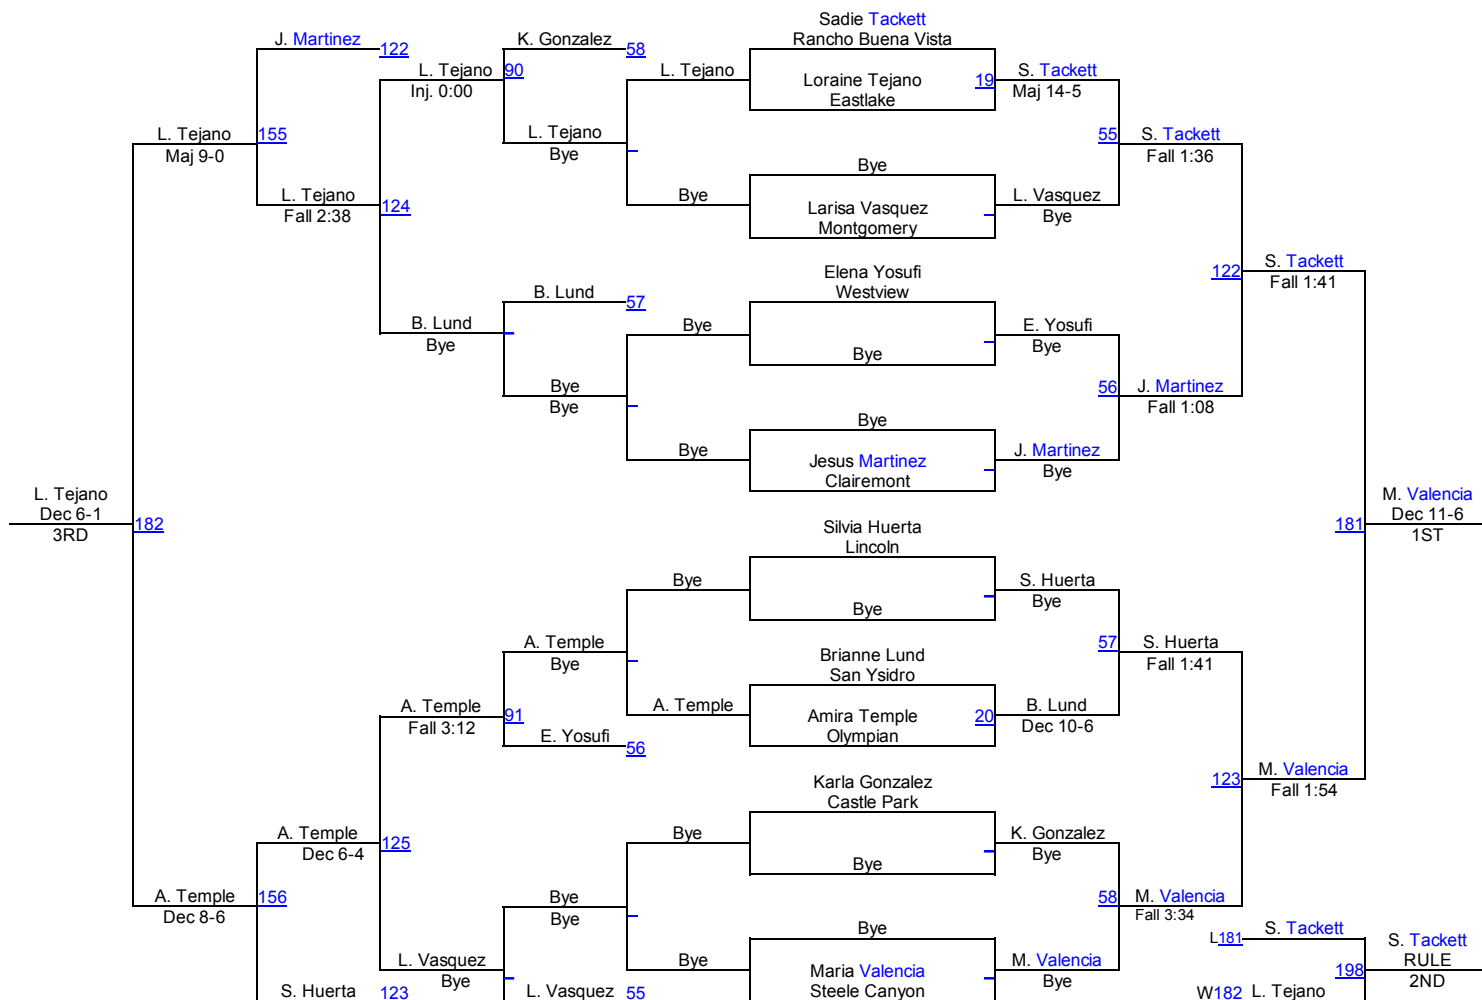 Sadie Tackett
J. Martinez 122 K. Gonzalez 58 Rancho Buena Vista
L. Tejano 90 L. Tejano Loraine Tejano 19 S. Tackett
Inj. 0:00 Eastlake Maj 14-5
L. Tejano 155 L. Tejano 55 S. Tackett
Maj 9-0 Bye Fall 1:36
Bye
L. Tejano 124 Bye Larisa Vasquez L. Vasquez
Fall 2:38 Montgomery Bye
Elena Yosufi 122 S. Tackett
B. Lund 57 Westview Fall 1:41
B. Lund Bye E. Yosufi
Bye Bye Bye
Bye 56 J. Martinez
Bye Fall 1:08
Bye
Bye Jesus Martinez J. Martinez
Clairemont Bye
L. Tejano M. Valencia
Dec 6-1 182 Silvia Huerta 181 Dec 11-6
3RD Lincoln 1ST
Bye S. Huerta
Bye Bye
A. Temple Brianne Lund 57 S. Huerta
Bye San Ysidro Fall 1:41
A. Temple 91 A. Temple Amira Temple 20 B. Lund
Fall 3:12 E. Yosufi 56 Olympian Dec 10-6
Karla Gonzalez 123 M. Valencia
Castle Park Fall 1:54
A. Temple 125 Bye K. Gonzalez
Dec 6-4 Bye Bye
A. Temple 156 Bye 58 M. Valencia
Dec 8-6 Bye Fall 3:34
Bye L181 S. Tackett S. Tackett
L. Vasquez Bye Maria Valencia M. Valencia 198 RULE
Bye Steele Canyon Bye 2ND
S. Huerta 123 L. Vasquez 55 W182 L. Tejano